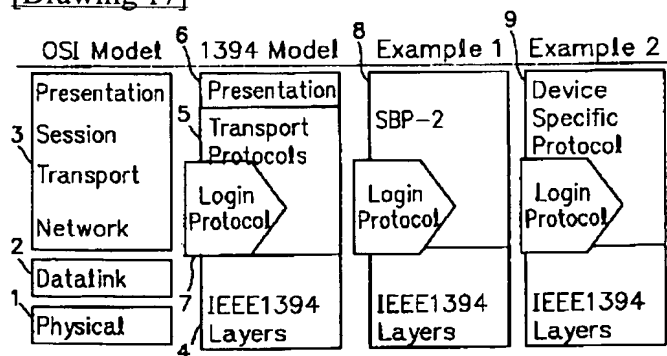 [Drawing 17]
OSI Model
1394 Model
Example 1
Example 2
3
Presentation
Session
Transport
Network
2
Datalink
1
Physical
6
Presentation
5
Transport
Protocols
Login
Protocol
7
4
IEEE1394
Layers
8
SBP-2
Login
Protocol
IEEE1394
Layers
9
Device
Specific
Protocol
Login
Protocol
IEEE1394
Layers